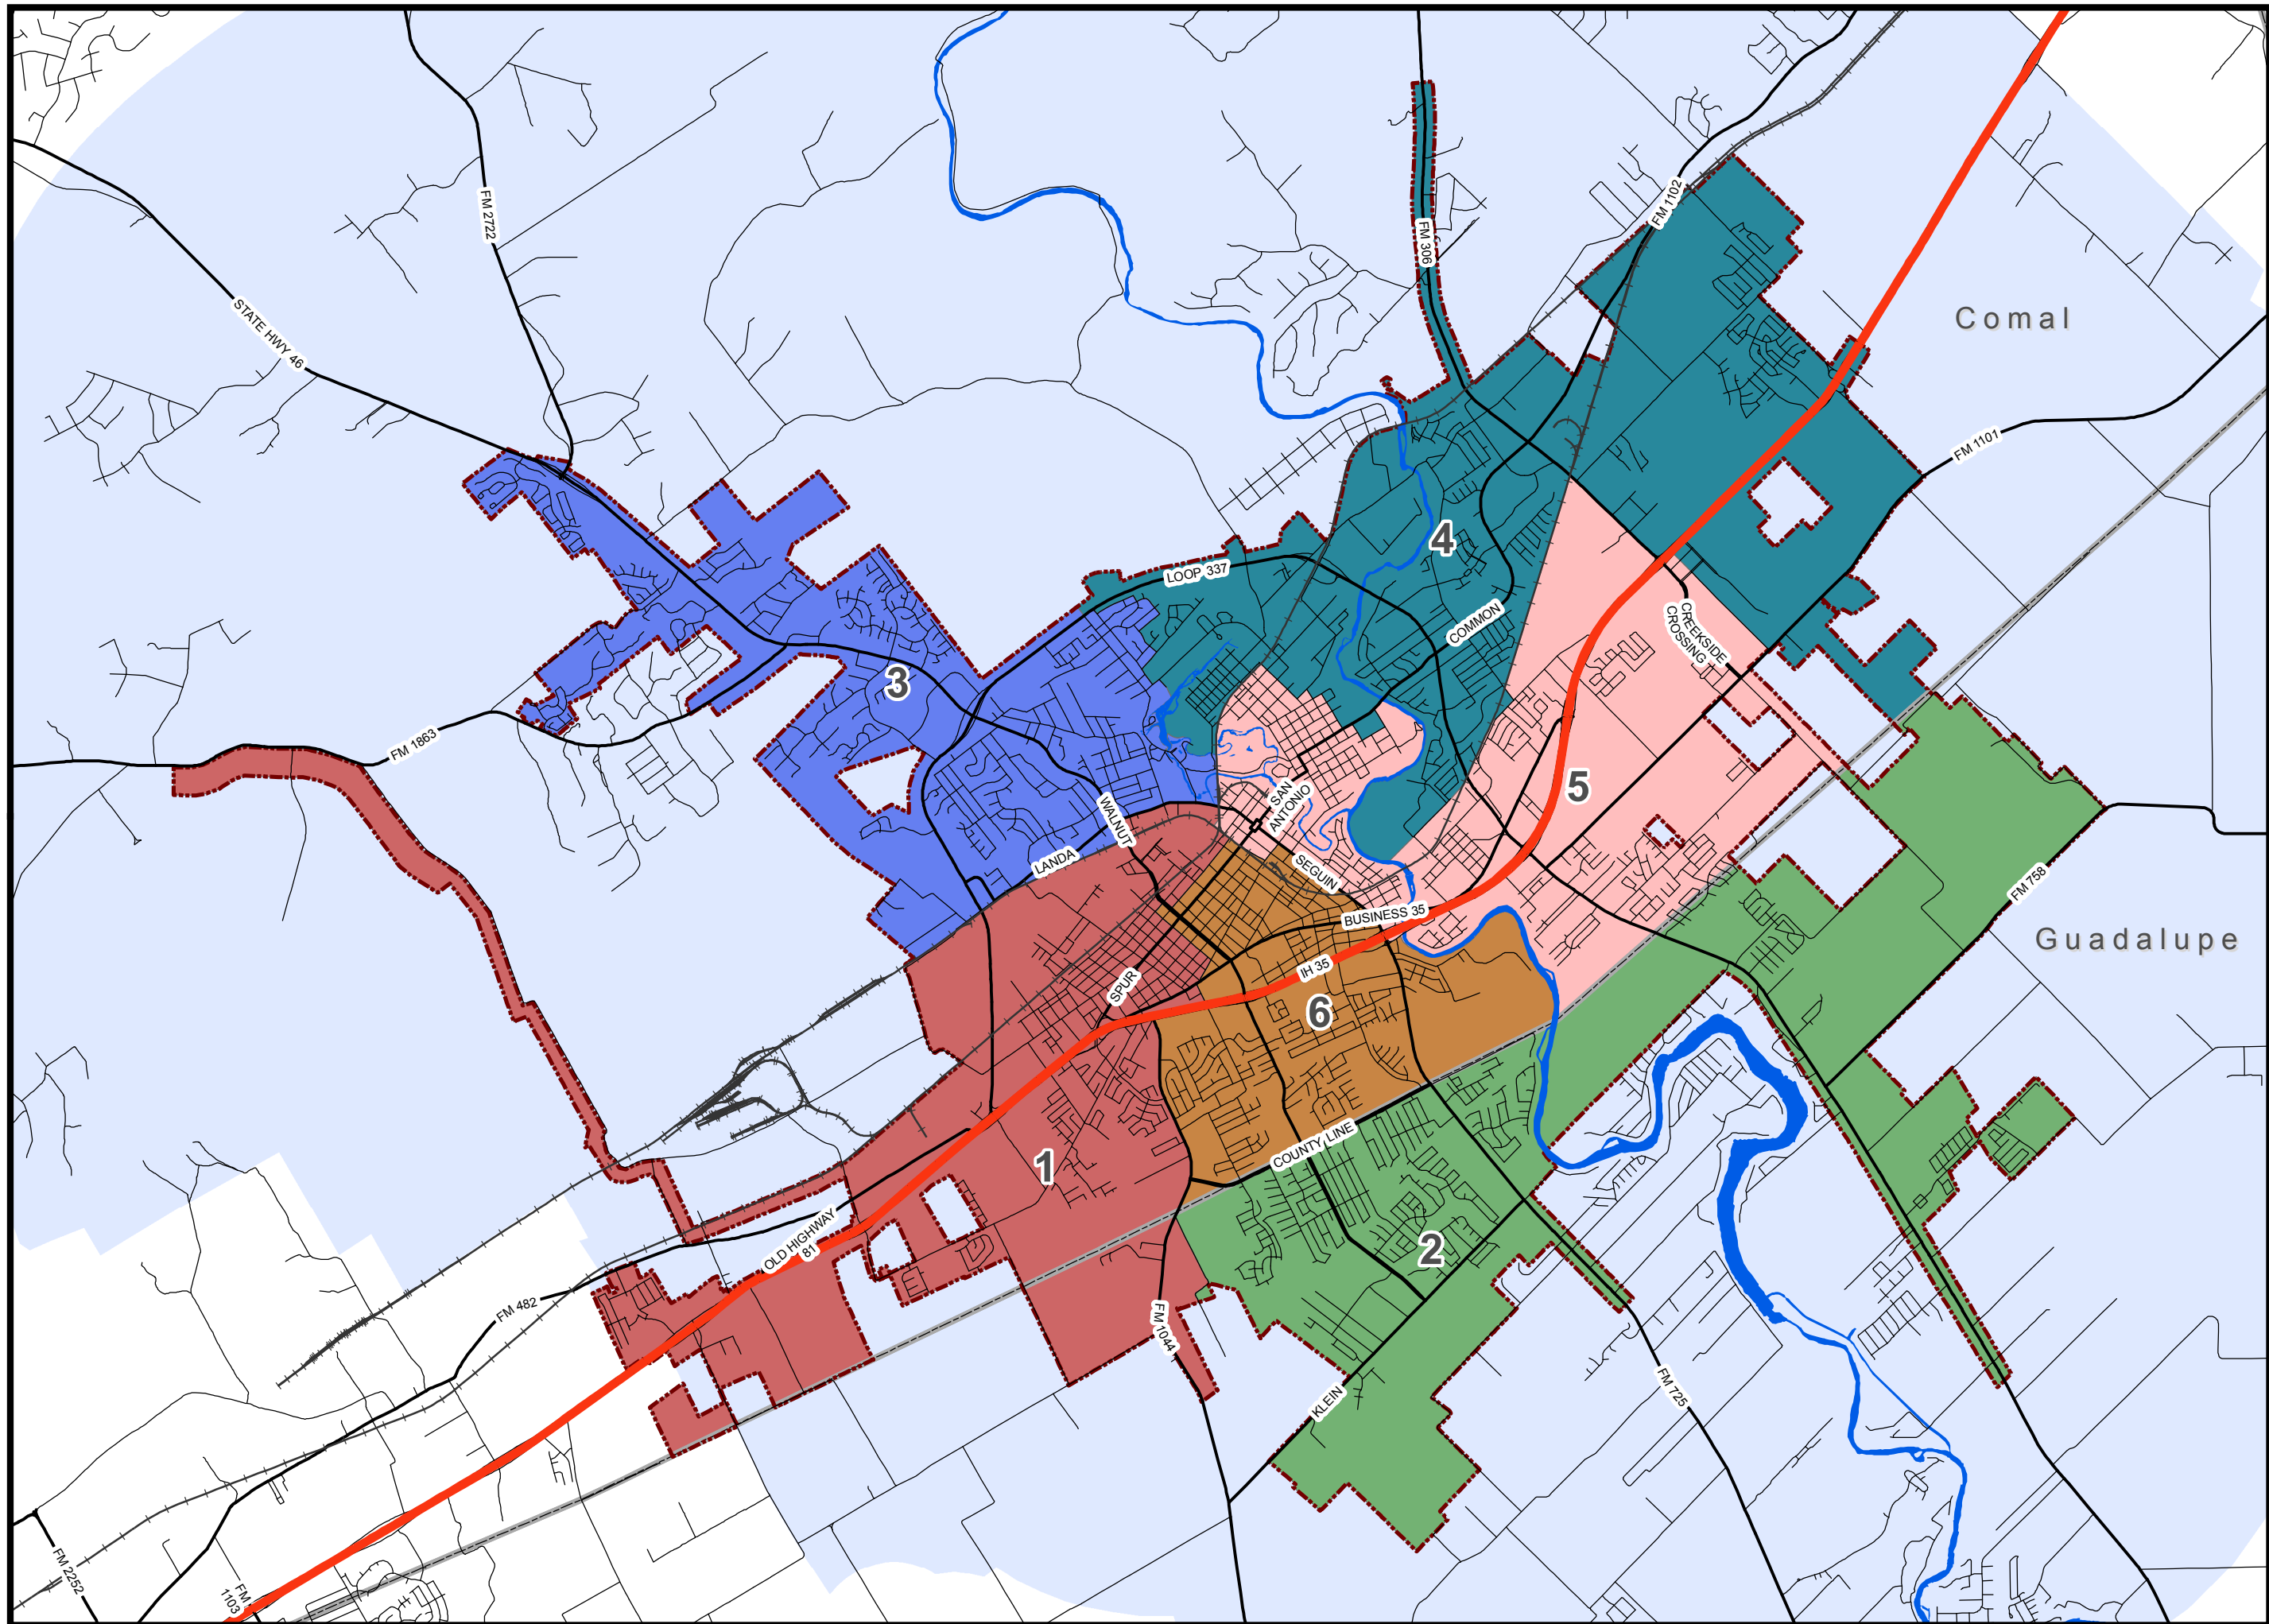 FM 2722
FM 306
FM 1102
STATE HWY 46
Comal
FM 1101
4
LOOP 337
COMMON
CREEKSIDE
CROSSING
3
FM 1863
5
SAN
ANTONIO
WALNUT
LANDA
SEGUIN
BUSINESS 35
FM 758
Guadalupe
IH 35
SPUR
6
COUNTY LINE
1
OLD HIGHWAY
81
2
FM 482
FM 1044
KLEIN
FM 725
FM 2252
FM
1103